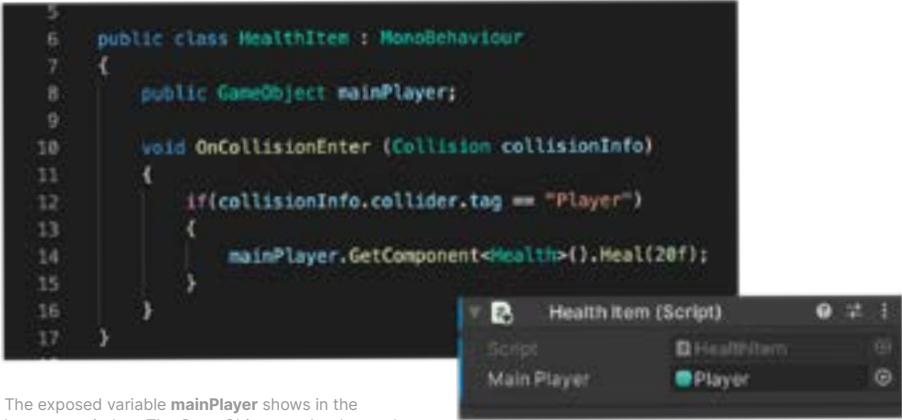 5
6 public class HealthItem : MonoBehaviour
7 {
8 public GameObject mainPlayer;
9
10 void OnCollisionEnter (Collision collisionInfo)
11 {
12 if(collisionInfo.collider.tag == "Player")
13 {
14 mainPlayer.GetComponent<Health>().Heal(20f);
15 }
16 }
17 }
Health Item (Script)
Script HealthItem
Main Player Player
The exposed variable mainPlayer shows in the